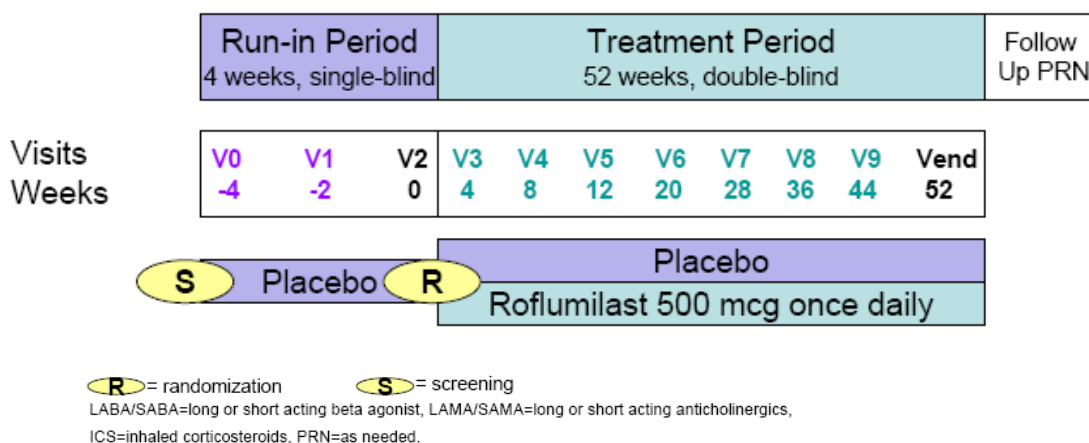 Run-in Period
4 weeks, single-blind
Treatment Period
52 weeks, double-blind
Follow
Up PRN
Visits V0 V1 V2 V3 V4 V5 V6 V7 V8 V9 Vend
Weeks -4 -2 0 4 8 12 20 28 36 44 52
S Placebo R
Placebo
Roflumilast 500 mcg once daily
R = randomization S = screening
LABA/SABA=long or short acting beta agonist, LAMA/SAMA=long or short acting anticholinergics,
ICS=inhaled corticosteroids, PRN=as needed.